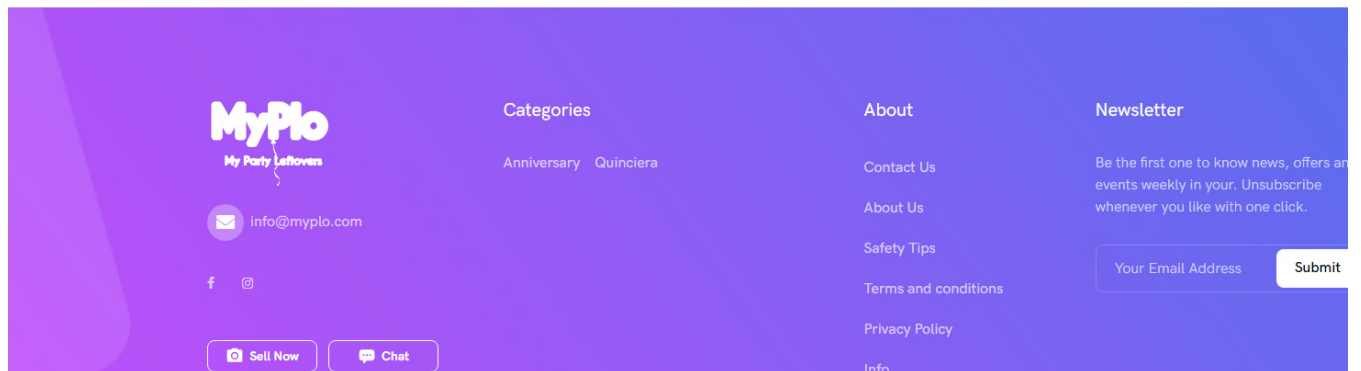 MyPlo
My Party Leftovers
info@myplo.com
Sell Now
Chat
Categories
Anniversary Quinciera
About
Contact Us
About Us
Safety Tips
Terms and conditions
Privacy Policy
Info
Newsletter
Be the first one to know news, offers an
events weekly in your. Unsubscribe
whenever you like with one click.
Your Email Address
Submit